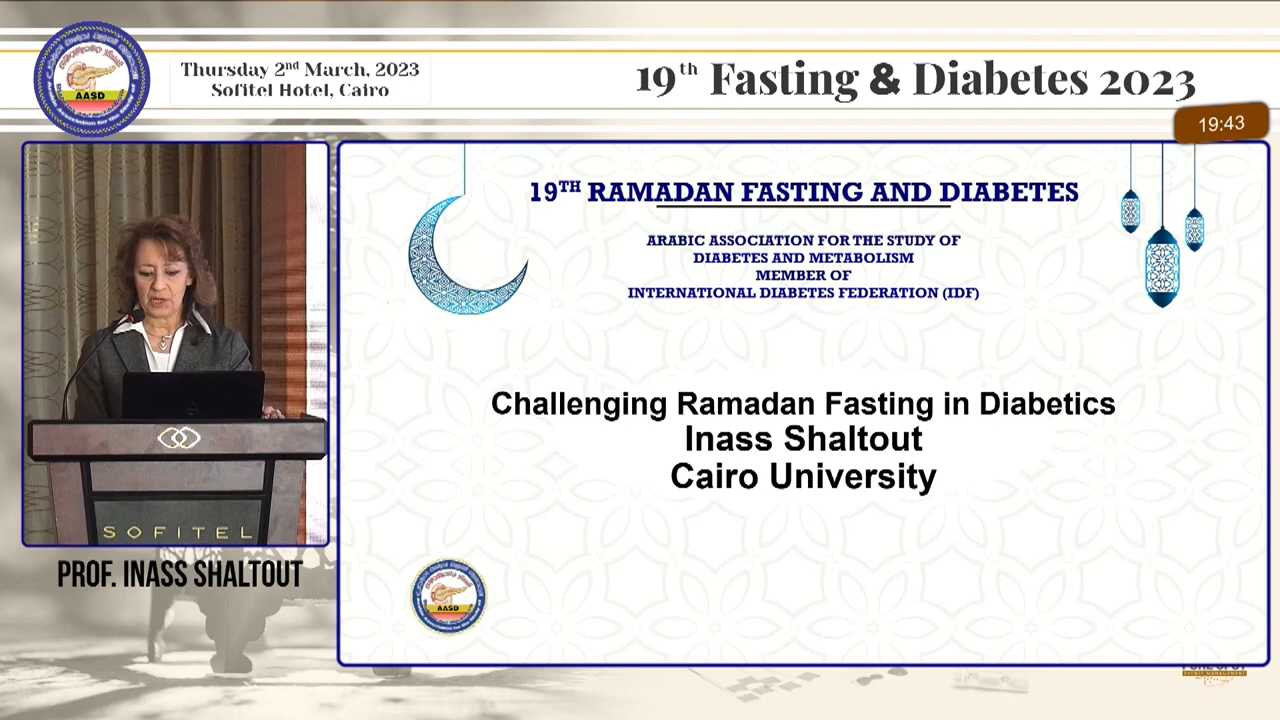 Thursday 2nd March, 2023
Sofitel Hotel, Cairo
19th Fasting & Diabetes 2023
19:43
AASD
19TH RAMADAN FASTING AND DIABETES
ARABIC ASSOCIATION FOR THE STUDY OF
DIABETES AND METABOLISM
MEMBER OF
INTERNATIONAL DIABETES FEDERATION (IDF)
Challenging Ramadan Fasting in Diabetics
Inass Shaltout
Cairo University
AASD
SOFITEL
PROF. INASS SHALTOUT